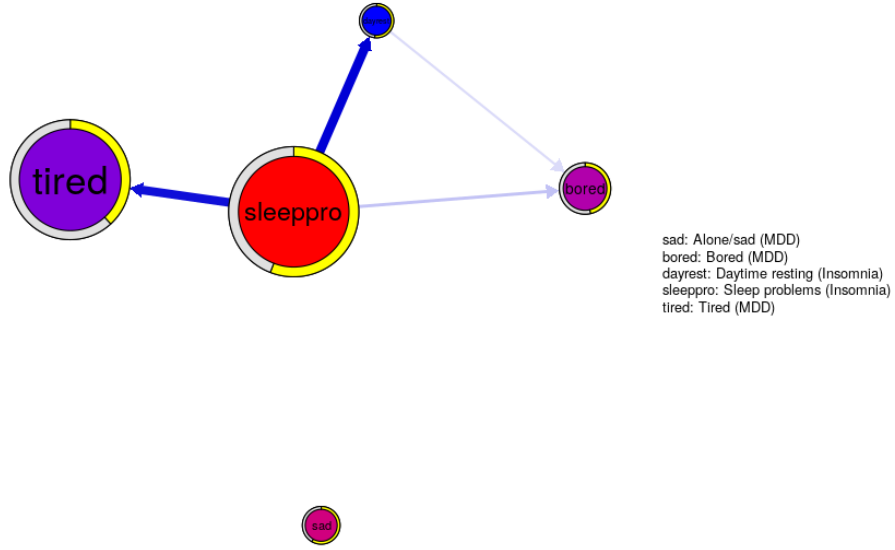 tired
sleeppro
bored
sad: Alone/sad (MDD)
bored: Bored (MDD)
dayrest: Daytime resting (Insomnia)
sleeppro: Sleep problems (Insomnia)
tired: Tired (MDD)
sad